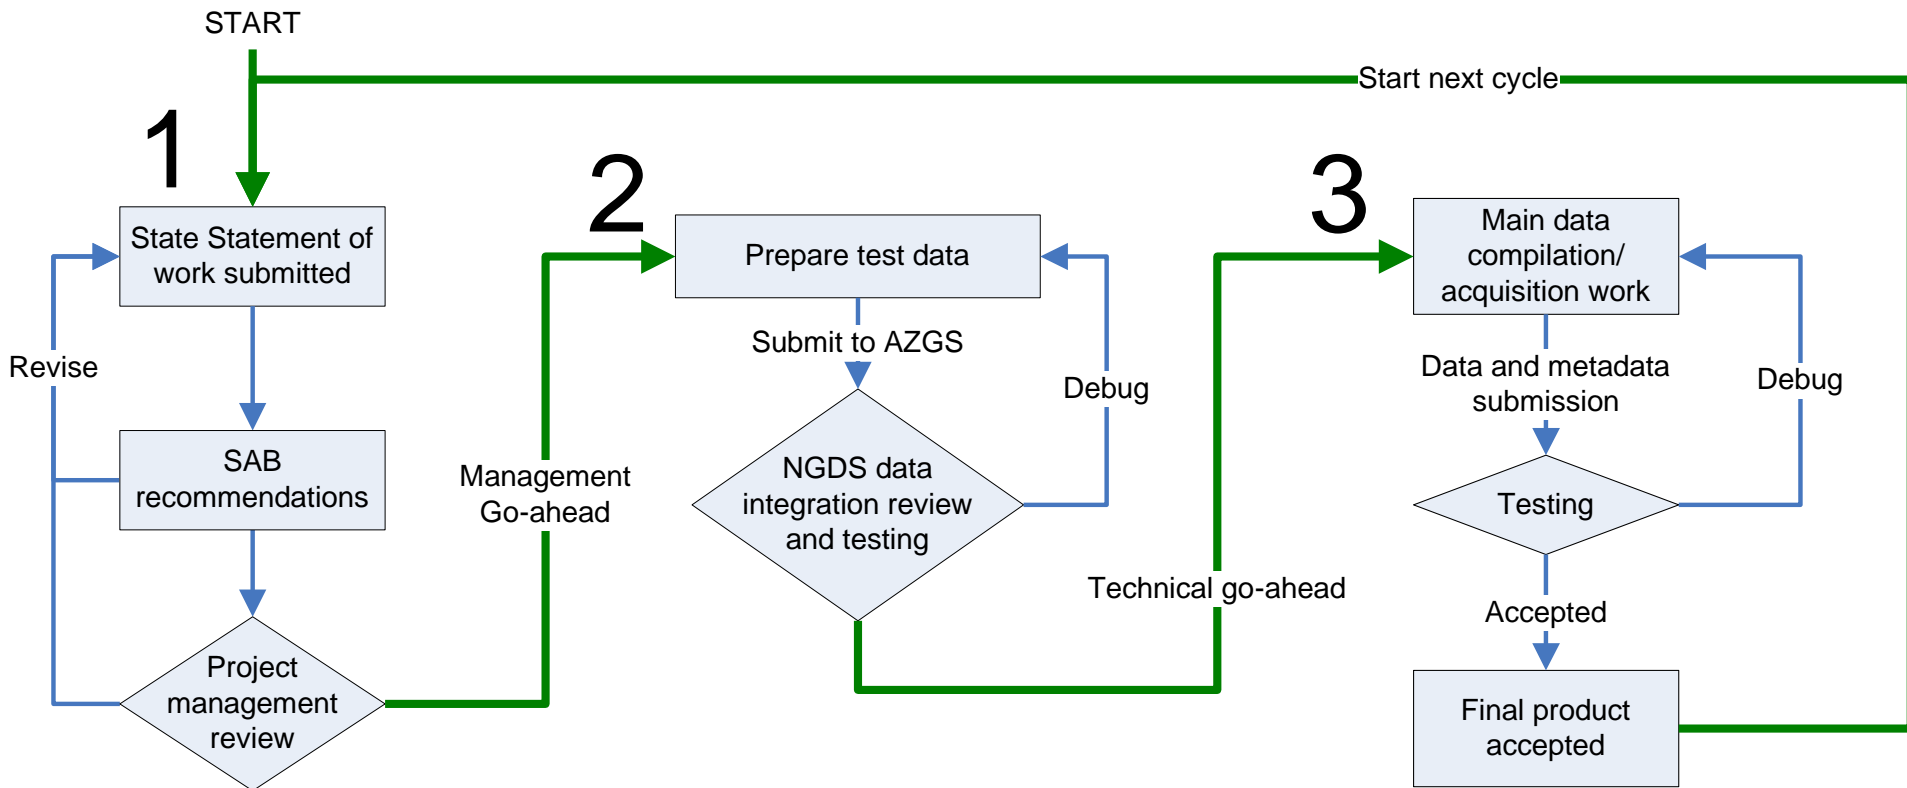 START
Start next cycle
1
State Statement of
work submitted
Revise
SAB
recommendations
Project
management
review
Management
Go-ahead
2
Prepare test data
Submit to AZGS
Debug
NGDS data
integration review
and testing
Technical go-ahead
3
Main data
compilation/
acquisition work
Data and metadata
submission
Debug
Testing
Accepted
Final product
accepted